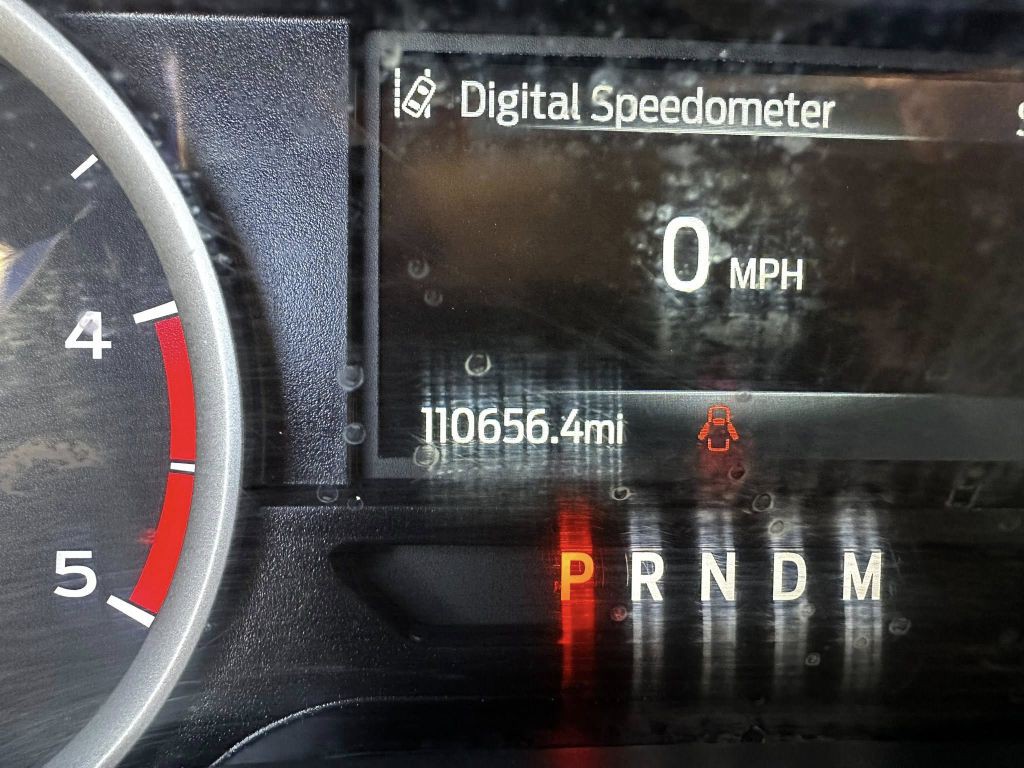 Digital Speedometer
0 MPH
4
110656.4mi
5
P R N D M